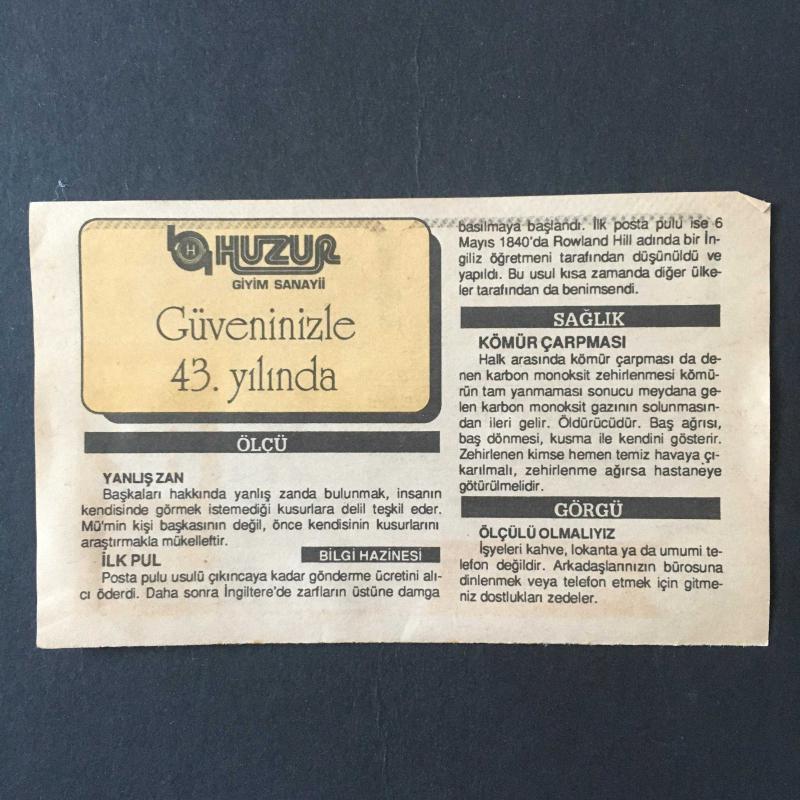 HUZUR
GİYİM SANAYİİ
Güveninizle
43. yılında
ÖLÇÜ
YANLIŞ ZAN
Başkaları hakkında yanlış zanda bulunmak, insanın
kendisinde görmek istemediği kusurlara delil teşkil eder.
Mü'min kişi başkasının değil, önce kendisinin kusurlarını
araştırmakla mükelleftir.
BİLGİ HAZİNESİ
İLK PUL
Posta pulu usulü çıkıncaya kadar gönderme ücretini alı-
cı öderdi. Daha sonra İngiltere'de zarfların üstüne damga
basılmaya başlandı. İlk posta pulu ise 6
Mayıs 1840'da Rowland Hill adında bir İn-
giliz öğretmeni tarafından düşünüldü ve
yapıldı. Bu usul kısa zamanda diğer ülke-
ler tarafından da benimsendi.
SAĞLIK
KÖMÜR ÇARPMASI
Halk arasında kömür çarpması da de-
nen karbon monoksit zehirlenmesi kömü-
rün tam yanmaması sonucu meydana ge-
len karbon monoksit gazının solunmasın-
dan ileri gelir. Öldürücüdür. Baş ağrısı,
baş dönmesi, kusma ile kendini gösterir.
Zehirlenen kimse hemen temiz havaya çı-
karılmalı, zehirlenme ağırsa hastaneye
götürülmelidir.
GÖRGÜ
ÖLÇÜLÜ OLMALIYIZ
İşyeleri kahve, lokanta ya da umumi te-
lefon değildir. Arkadaşlarınızın bürosuna
dinlenmek veya telefon etmek için gitme-
niz dostlukları zedeler.